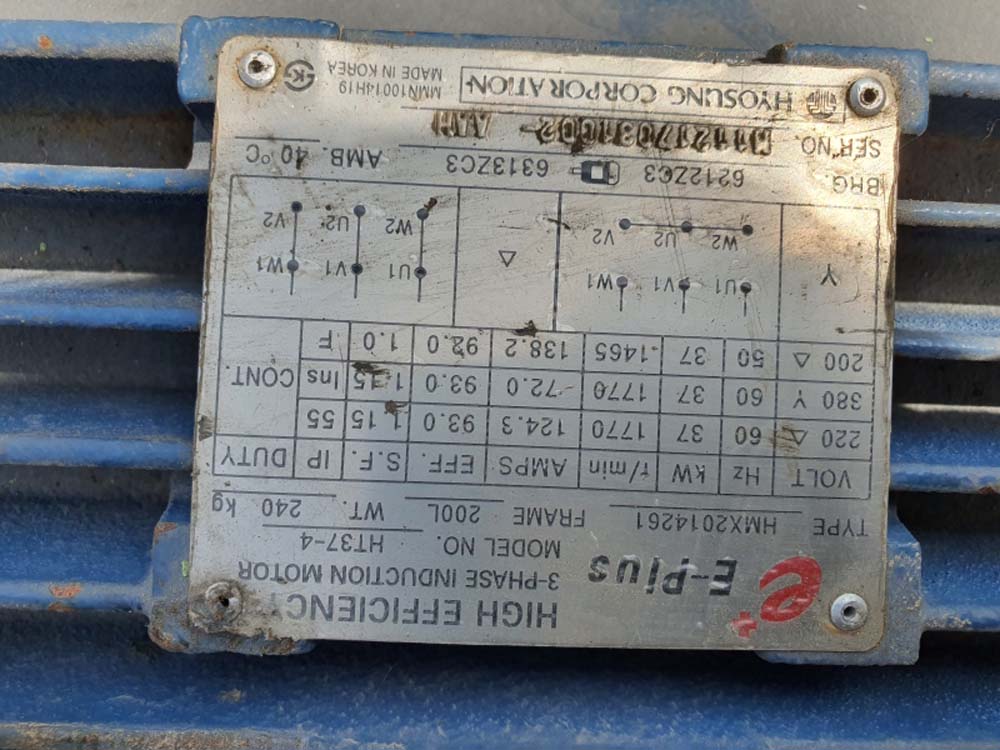 e+ E-Plus HIGH EFFICIENCY
3-PHASE INDUCTION MOTOR
MODEL NO. HT37-4
TYPE HMX2014261 FRAME 200L WT. 240 kg
VOLT Hz kW r/min AMPS EFF. S.F. IP DUTY
220 △ 60 37 1770 124.3 93.0 1.15 55 CONT.
380 Y 60 37 1770 72.0 93.0 1.15 Ins
200 △ 50 37 1465 138.2 92.0 1.0 F
Y U1 V1 W1 △ U1 V1 W1
W2 U2 V2 W2 U2 V2
BHG. 6212ZC3 6313ZC3 AMB. 40 °C
SER'NO
HYOSUNG CORPORATION MMN10014H19
MADE IN KOREA